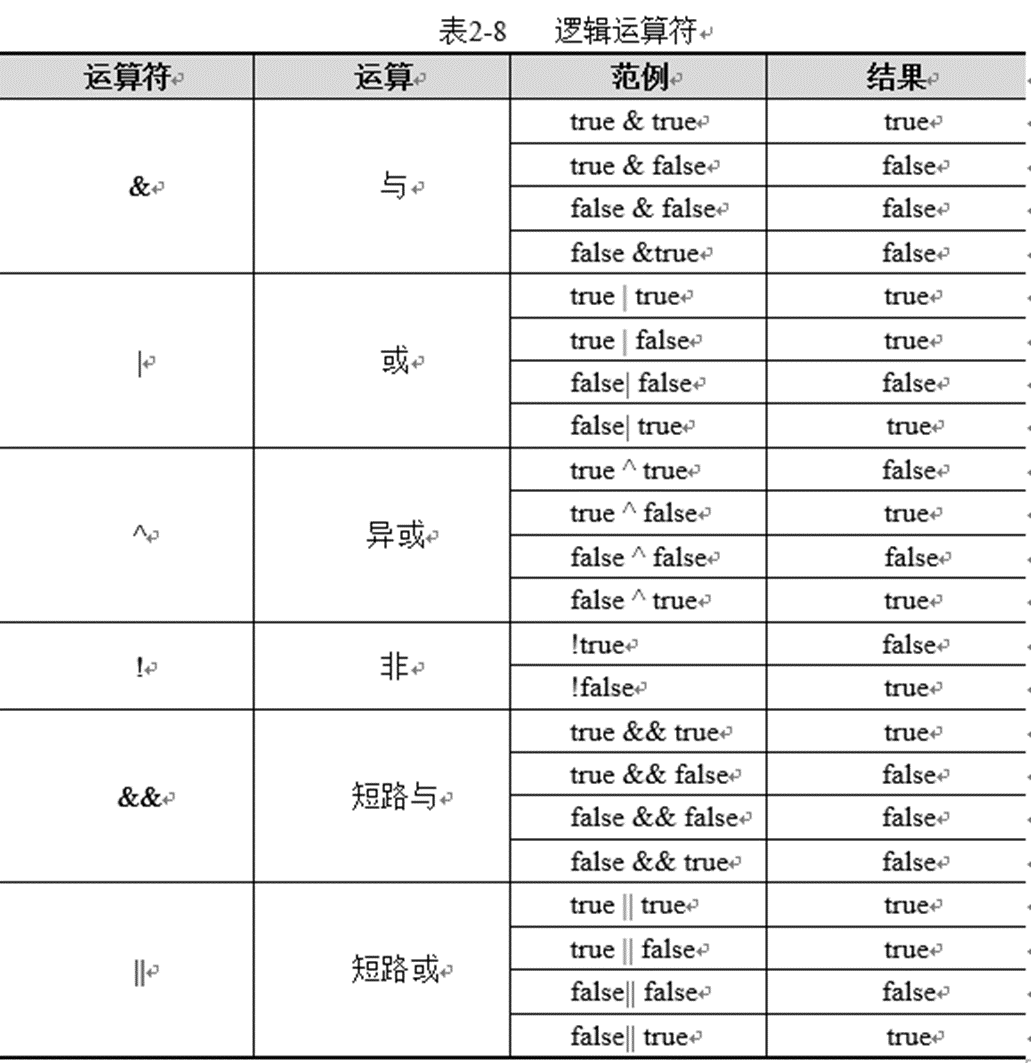 表2-8 逻辑运算符
运算符 运算 范例 结果
& 与 true & true true
true & false false
false & false false
false &true false
| 或 true | true true
true | false true
false| false false
false| true true
^ 异或 true ^ true false
true ^ false true
false ^ false false
false ^ true true
! 非 !true false
!false true
&& 短路与 true && true true
true && false false
false && false false
false && true false
|| 短路或 true || true true
true || false true
false|| false false
false|| true true